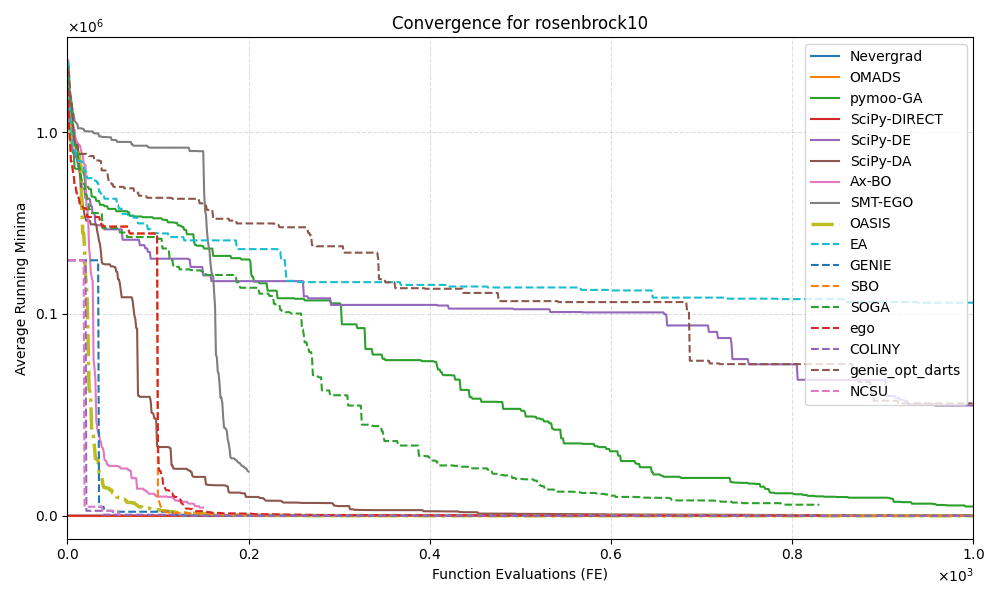 Convergence for rosenbrock10
×10⁶
Average Running Minima
1.0
0.1
0.0
0.0
0.2
0.4
0.6
0.8
1.0
Function Evaluations (FE)
×10³
Nevergrad
OMADS
pymoo-GA
SciPy-DIRECT
SciPy-DE
SciPy-DA
Ax-BO
SMT-EGO
OASIS
EA
GENIE
SBO
SOGA
ego
COLINY
genie_opt_darts
NCSU